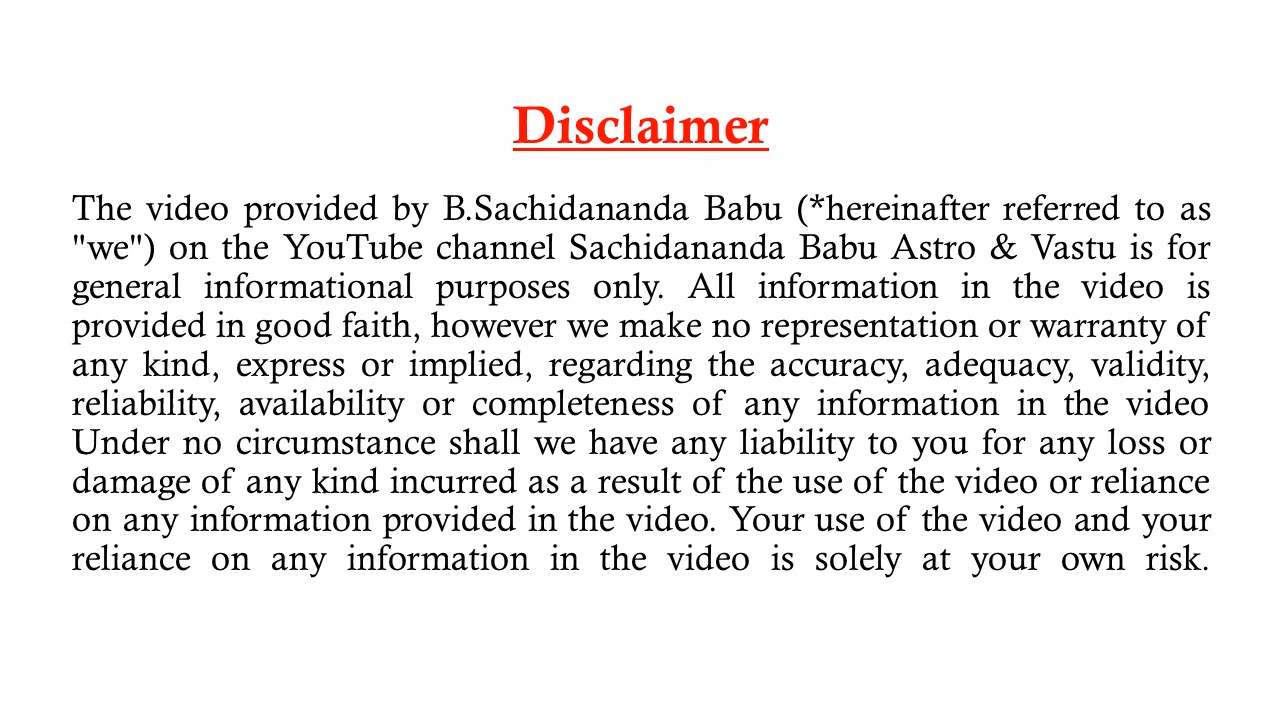 Disclaimer
The video provided by B.Sachidananda Babu (*hereinafter referred to as
"we") on the YouTube channel Sachidananda Babu Astro & Vastu is for
general informational purposes only. All information in the video is
provided in good faith, however we make no representation or warranty of
any kind, express or implied, regarding the accuracy, adequacy, validity,
reliability, availability or completeness of any information in the video
Under no circumstance shall we have any liability to you for any loss or
damage of any kind incurred as a result of the use of the video or reliance
on any information provided in the video. Your use of the video and your
reliance on any information in the video is solely at your own risk.